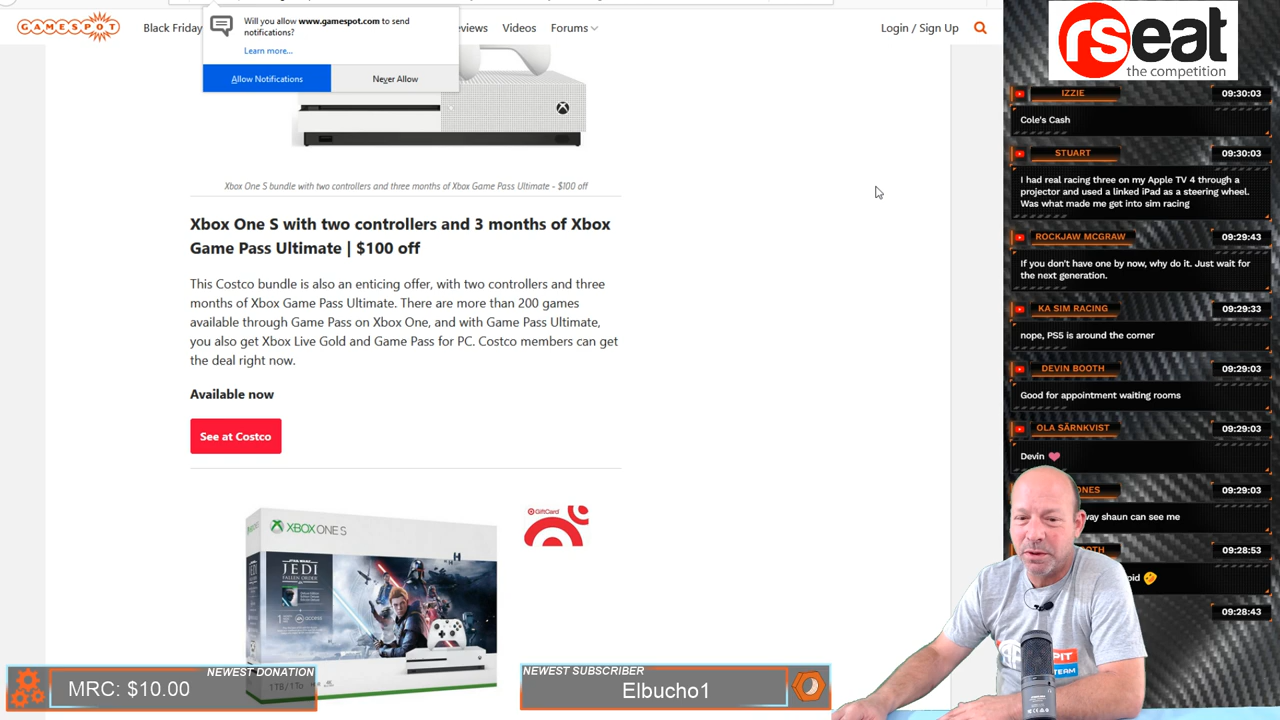 GAMESPOT
Black Friday
Will you allow www.gamespot.com to send
notifications?
Learn more...
Allow Notifications
Never Allow
eviews
Videos
Forums
Login / Sign Up
Xbox One S bundle with two controllers and three months of Xbox Game Pass Ultimate - $100 off
Xbox One S with two controllers and 3 months of Xbox
Game Pass Ultimate | $100 off
This Costco bundle is also an enticing offer, with two controllers and three
months of Xbox Game Pass Ultimate. There are more than 200 games
available through Game Pass on Xbox One, and with Game Pass Ultimate,
you also get Xbox Live Gold and Game Pass for PC. Costco members can get
the deal right now.
Available now
See at Costco
XBOX ONE S
STAR WARS
JEDI
FALLEN ORDER
1TB/1To
GiftCard
NEWEST DONATION
MRC: $10.00
NEWEST SUBSCRIBER
Elbucho1
rseat
the competition
IZZIE
09:30:03
Cole's Cash
STUART
09:30:03
I had real racing three on my Apple TV 4 through a
projector and used a linked iPad as a steering wheel.
Was what made me get into sim racing
ROCKJAW MCGRAW
09:29:43
If you don't have one by now, why do it. Just wait for
the next generation.
KA SIM RACING
09:29:33
nope, PS5 is around the corner
DEVIN BOOTH
09:29:03
Good for appointment waiting rooms
OLA SÄRNKVIST
09:29:03
Devin
ONES
09:29:03
way shaun can see me
OTH
09:28:53
oid
09:28:43
PIT
TEAM